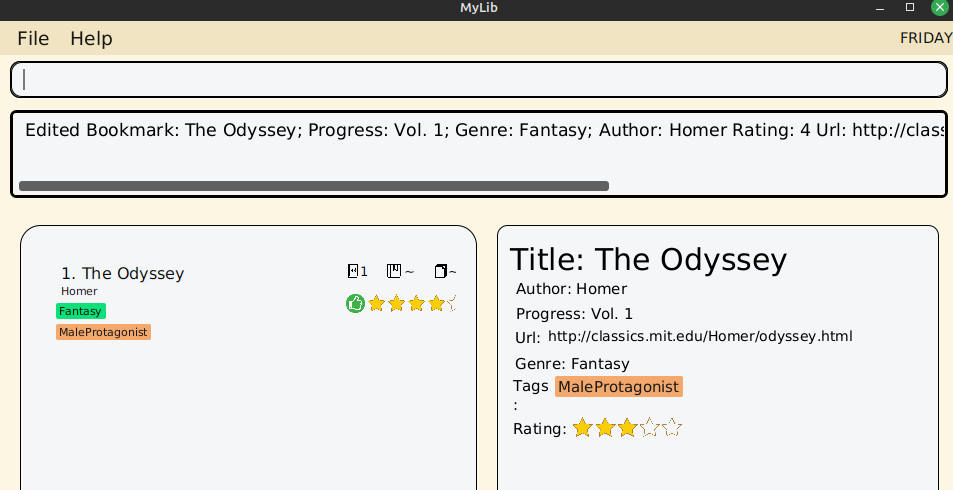 MyLib
File Help FRIDAY
Edited Bookmark: The Odyssey; Progress: Vol. 1; Genre: Fantasy; Author: Homer Rating: 4 Url: http://class
1. The Odyssey 1 ~ ~
Homer
Fantasy
MaleProtagonist
Title: The Odyssey
Author: Homer
Progress: Vol. 1
Url: http://classics.mit.edu/Homer/odyssey.html
Genre: Fantasy
Tags MaleProtagonist
:
Rating: